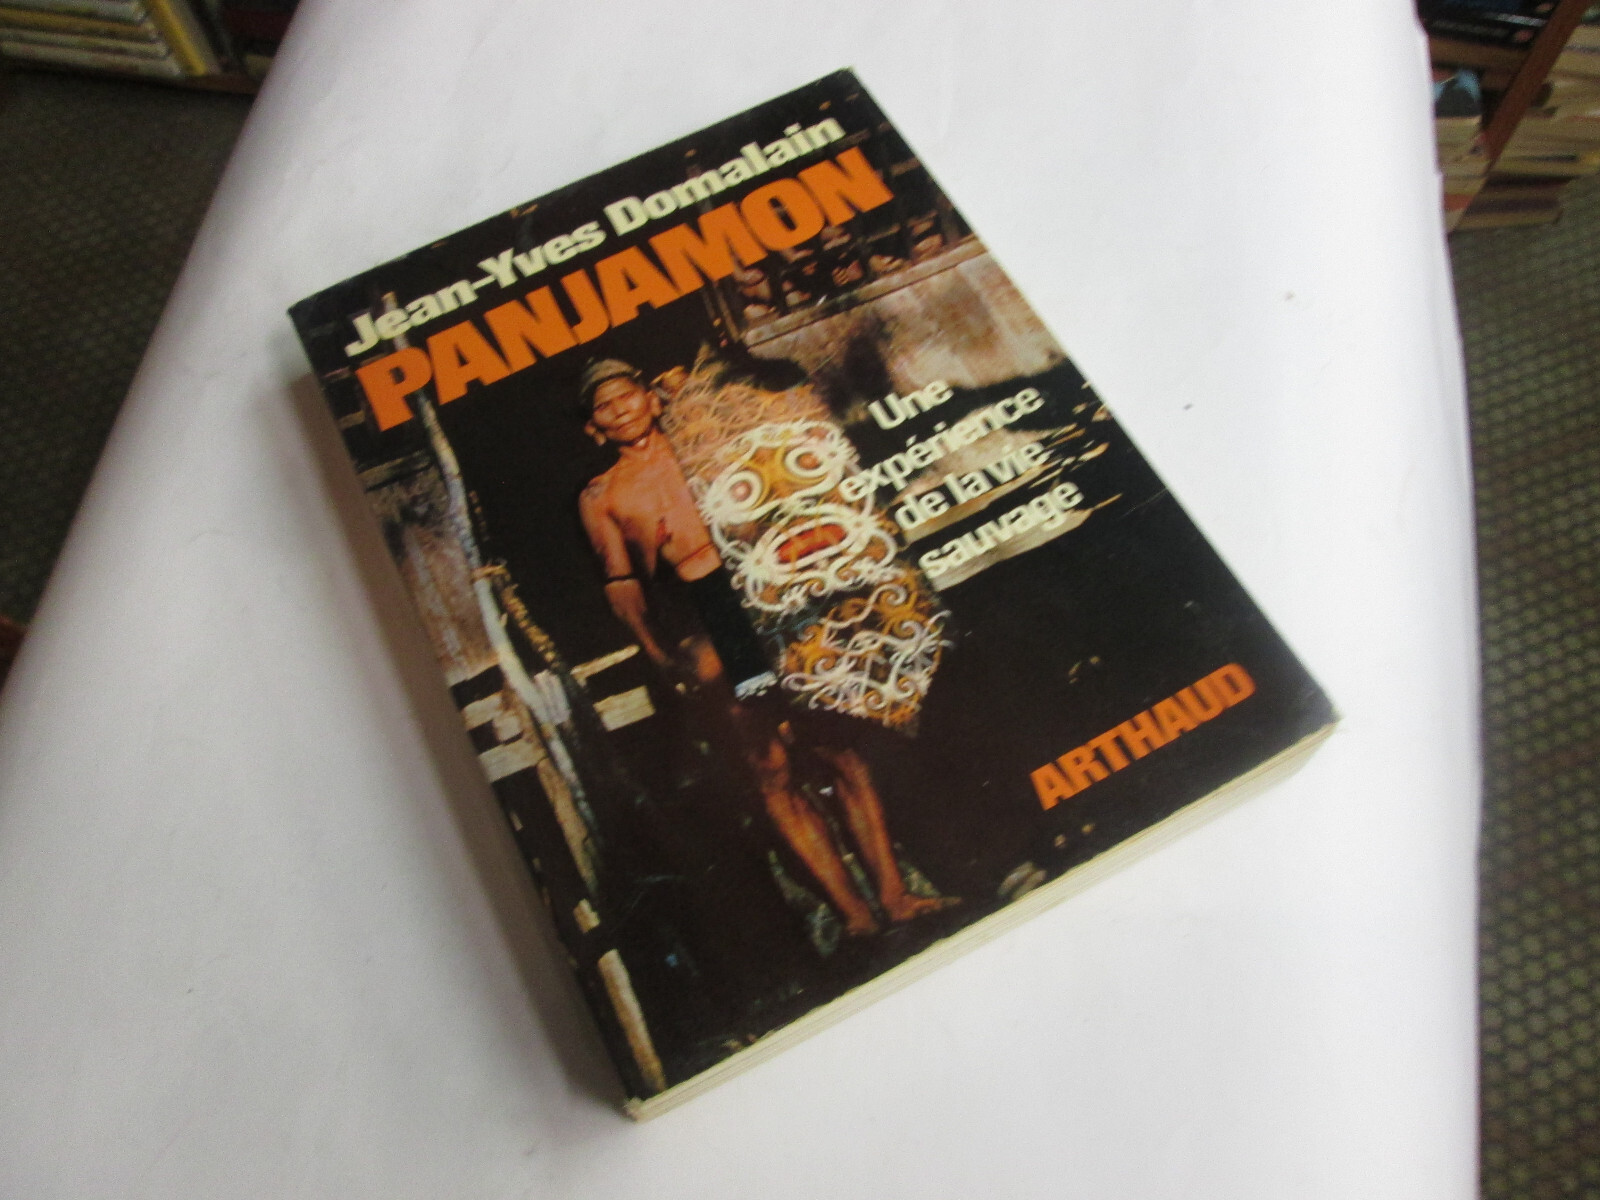 Jean-Yves Domalain
PANJAMON
Une
expérience
de la vie
sauvage
ARTHAUD